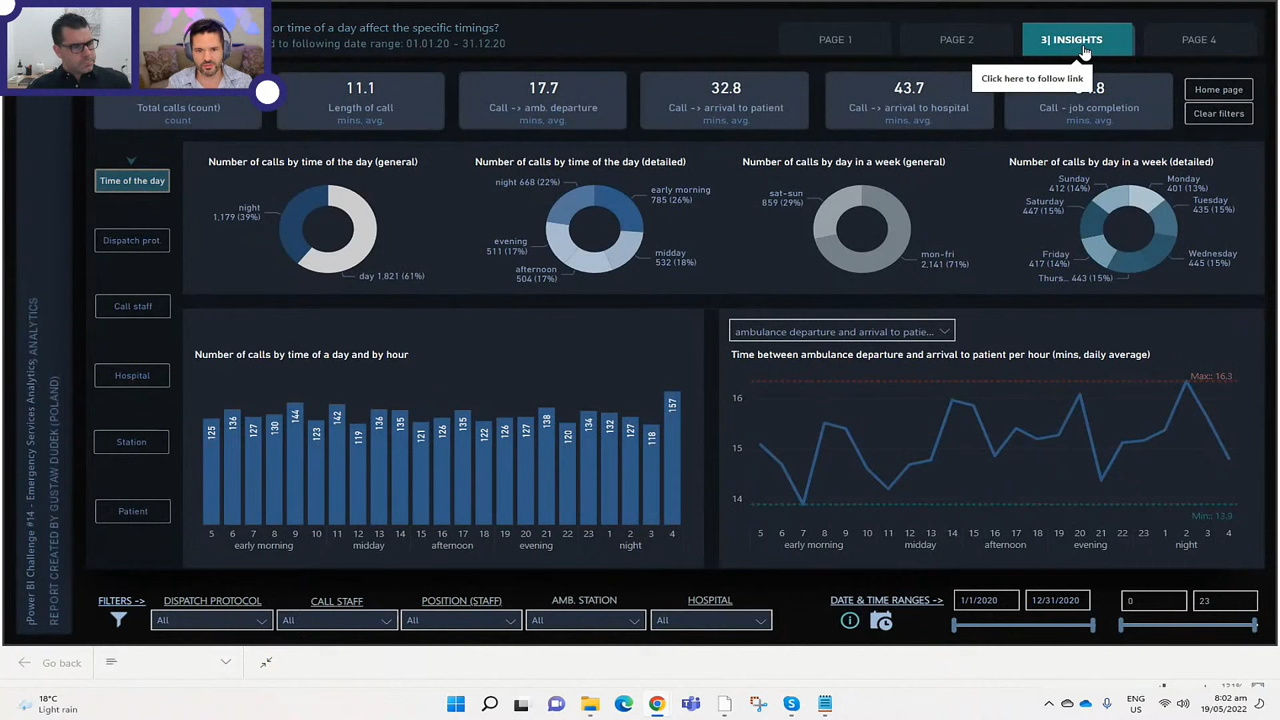 or time of a day affect the specific timings?
d to following date range: 01.01.20 - 31.12.20
PAGE 1
PAGE 2
3| INSIGHTS
PAGE 4
Click here to follow link
Total calls (count)
count
11.1
Length of call
mins, avg.
17.7
Call -> amb. departure
mins, avg.
32.8
Call -> arrival to patient
mins, avg.
43.7
Call -> arrival to hospital
mins, avg.
.8
Call - job completion
mins, avg.
Home page
Clear filters
Time of the day
Dispatch prot.
Call staff
Hospital
Station
Patient
Power BI Challenge #14 - Emergency Services Analytics ANALYTICS
REPORT CREATED BY GUSTAW DUDEK (POLAND)
Number of calls by time of the day (general)
night
1,179 (39%)
day 1,821 (61%)
Number of calls by time of the day (detailed)
night 668 (22%)
early morning
785 (26%)
evening
511 (17%)
midday
532 (18%)
afternoon
504 (17%)
Number of calls by day in a week (general)
sat-sun
859 (29%)
mon-fri
2,141 (71%)
Number of calls by day in a week (detailed)
Sunday
412 (14%)
Monday
401 (13%)
Saturday
447 (15%)
Tuesday
435 (15%)
Friday
417 (14%)
Wednesday
445 (15%)
Thurs... 443 (15%)
Number of calls by time of a day and by hour
125 136 127 130 144 123 142 119 136 135 121 126 135 122 126 127 138 120 134 132 127 118 157
5 6 7 8 9 10 11 12 13 14 15 16 17 18 19 20 21 22 23 1 2 3 4
early morning midday afternoon evening night
ambulance departure and arrival to patie...
Time between ambulance departure and arrival to patient per hour (mins, daily average)
Max:: 16.3
16
15
14
Min:: 13.9
5 6 7 8 9 10 11 12 13 14 15 16 17 18 19 20 21 22 23 1 2 3 4
early morning midday afternoon evening night
FILTERS ->
DISPATCH PROTOCOL
All
CALL STAFF
All
POSITION (STAFF)
All
AMB. STATION
All
HOSPITAL
All
DATE & TIME RANGES ->
1/1/2020
12/31/2020
0
23
Go back
18°C
Light rain
ENG
US
8:02 am
19/05/2022